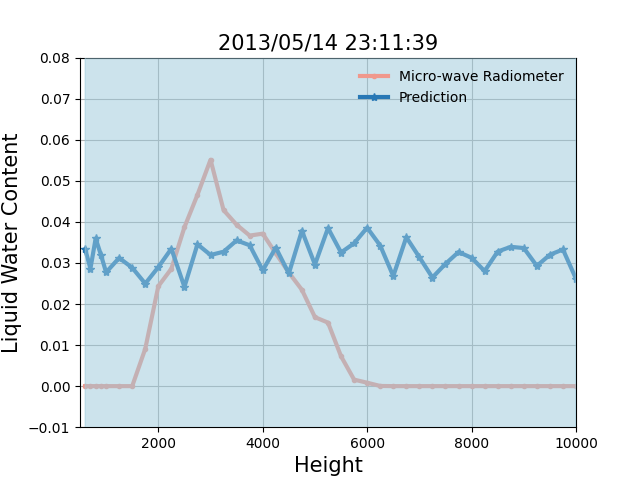 2013/05/14 23:11:39
Micro-wave Radiometer
Prediction
Liquid Water Content
0.08
0.07
0.06
0.05
0.04
0.03
0.02
0.01
0.00
−0.01
2000 4000 6000 8000 10000
Height